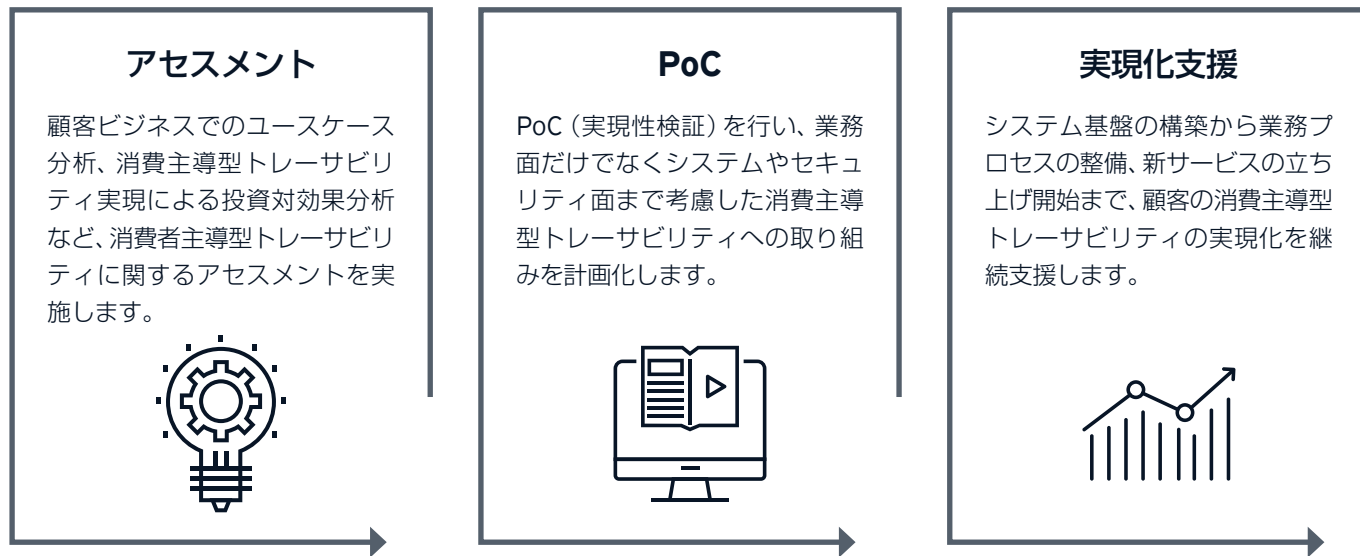 アセスメント
顧客ビジネスでのユースケース
分析、消費主導型トレーサビリ
ティ実現による投資対効果分析
など、消費者主導型トレーサビリ
ティに関するアセスメントを実
施します。
PoC
PoC（実現性検証）を行い、業務
面だけでなくシステムやセキュ
リティ面まで考慮した消費主導
型トレーサビリティへの取り組
みを計画化します。
実現化支援
システム基盤の構築から業務プ
ロセスの整備、新サービスの立ち
上げ開始まで、顧客の消費主導型
トレーサビリティの実現化を継
続支援します。